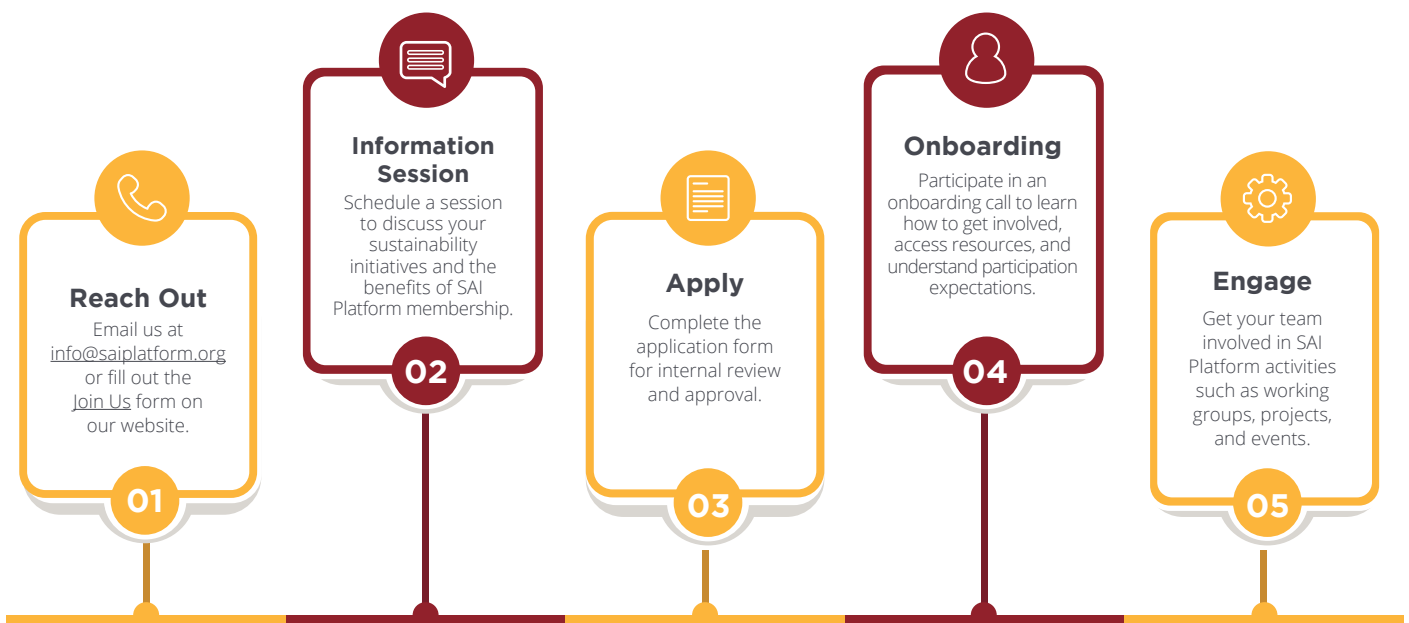 Reach Out
Email us at
info@saiplatform.org
or fill out the
Join Us form on
our website.
01
Information
Session
Schedule a session
to discuss your
sustainability
initiatives and the
benefits of SAI
Platform membership.
02
Apply
Complete the
application form
for internal review
and approval.
03
Onboarding
Participate in an
onboarding call to learn
how to get involved,
access resources, and
understand participation
expectations.
04
Engage
Get your team
involved in SAI
Platform activities
such as working
groups, projects,
and events.
05